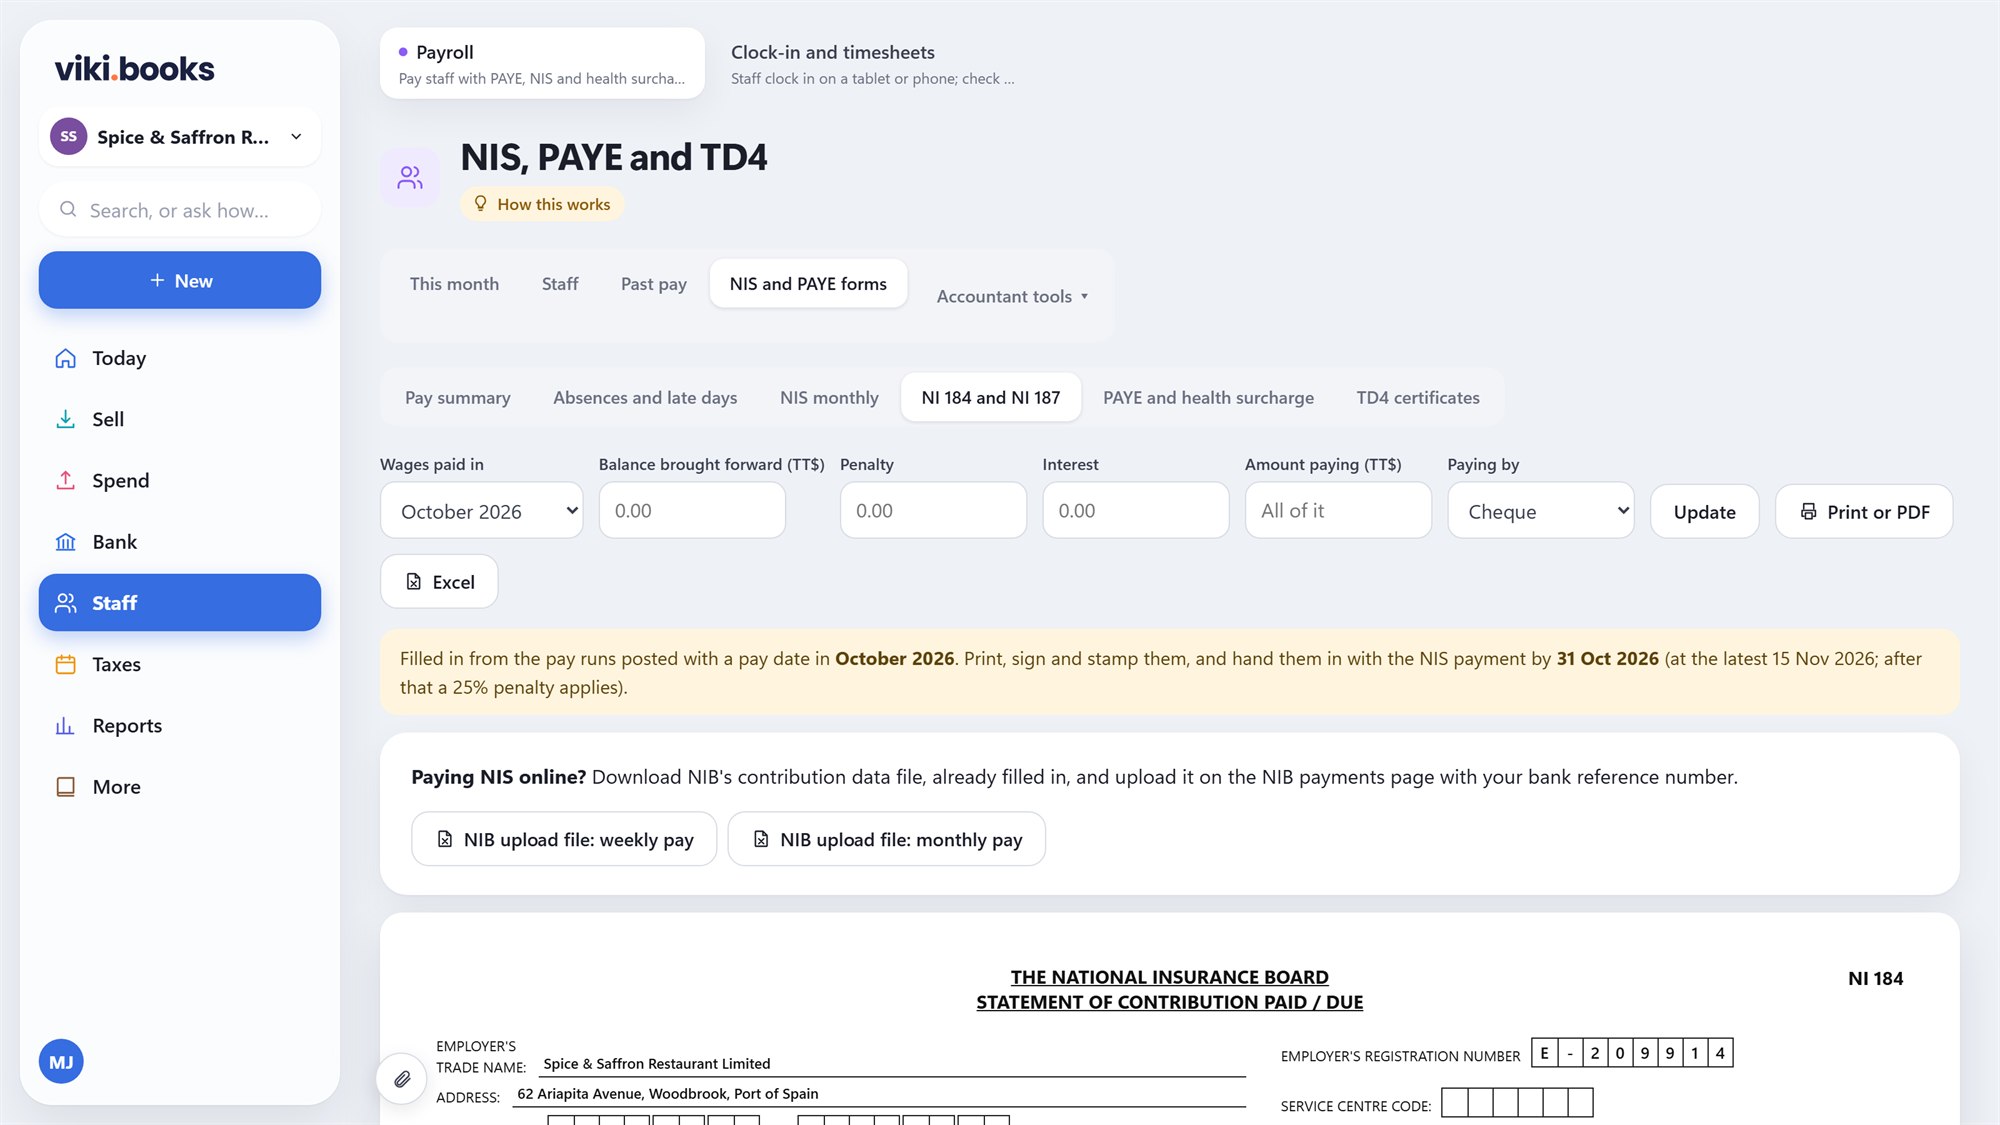 viki.books
SS Spice & Saffron R...
Search, or ask how...
+ New
Today
Sell
Spend
Bank
Staff
Taxes
Reports
More
MJ
Payroll
Pay staff with PAYE, NIS and health surcha...
Clock-in and timesheets
Staff clock in on a tablet or phone; check ...
NIS, PAYE and TD4
How this works
This month Staff Past pay NIS and PAYE forms Accountant tools
Pay summary Absences and late days NIS monthly NI 184 and NI 187 PAYE and health surcharge TD4 certificates
Wages paid in Balance brought forward (TT$) Penalty Interest Amount paying (TT$) Paying by
October 2026 0.00 0.00 0.00 All of it Cheque Update Print or PDF
Excel
Filled in from the pay runs posted with a pay date in October 2026. Print, sign and stamp them, and hand them in with the NIS payment by 31 Oct 2026 (at the latest 15 Nov 2026; after
that a 25% penalty applies).
Paying NIS online? Download NIB's contribution data file, already filled in, and upload it on the NIB payments page with your bank reference number.
NIB upload file: weekly pay NIB upload file: monthly pay
THE NATIONAL INSURANCE BOARD NI 184
STATEMENT OF CONTRIBUTION PAID / DUE
EMPLOYER'S
TRADE NAME: Spice & Saffron Restaurant Limited
EMPLOYER'S REGISTRATION NUMBER E - 2 0 9 9 1 4
ADDRESS: 62 Ariapita Avenue, Woodbrook, Port of Spain
SERVICE CENTRE CODE: